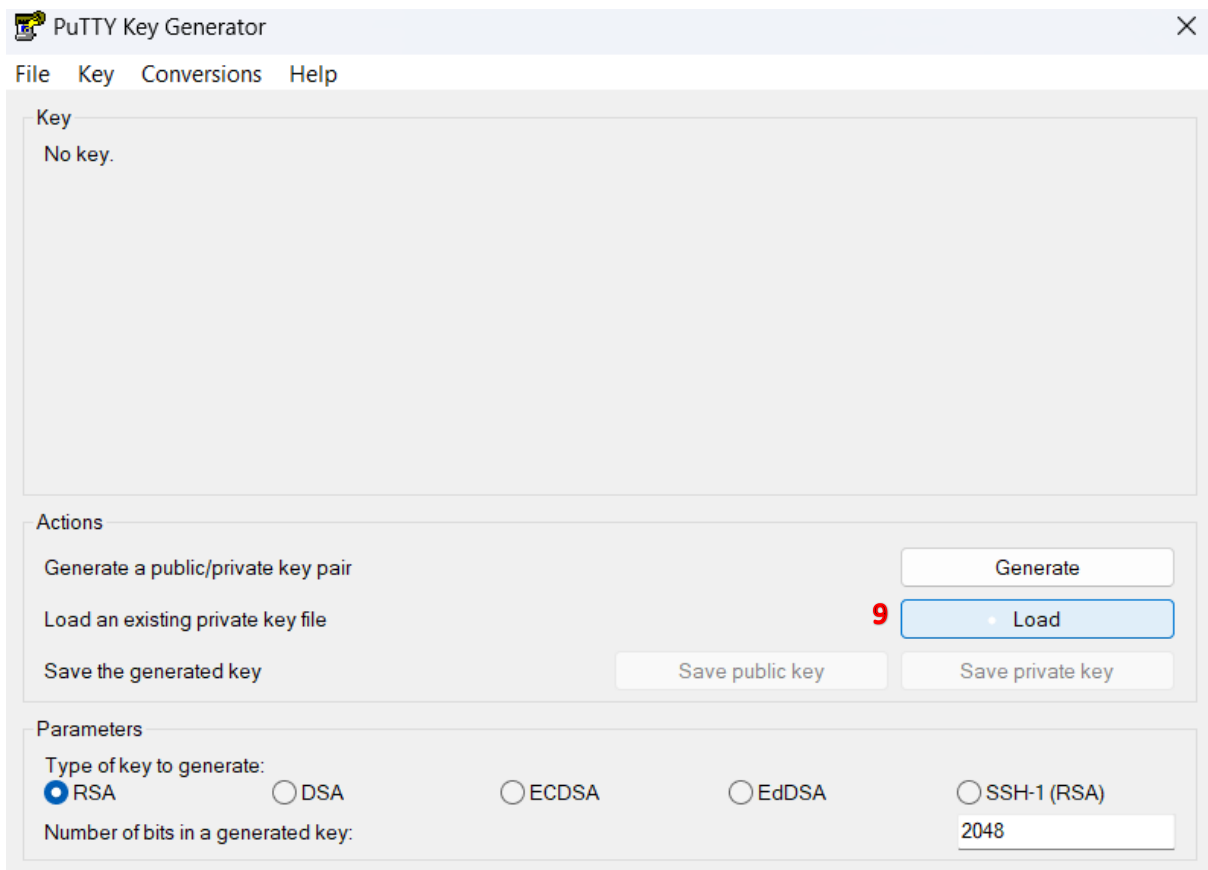 PuTTY Key Generator
File Key Conversions Help
Key
No key.
Actions
Generate a public/private key pair Generate
Load an existing private key file 9 Load
Save the generated key Save public key Save private key
Parameters
Type of key to generate:
RSA DSA ECDSA EdDSA SSH-1 (RSA)
Number of bits in a generated key: 2048